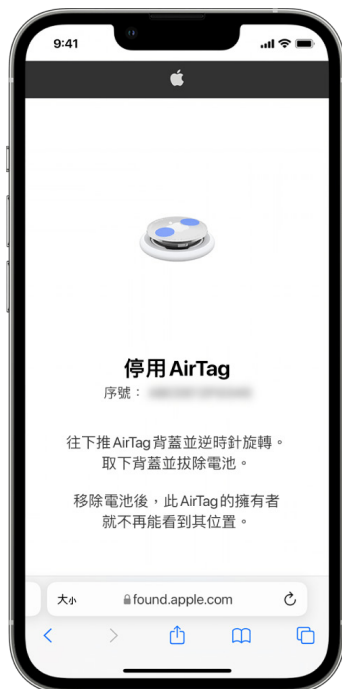 9:41
停用 AirTag
序號：
往下推 AirTag 背蓋並逆時針旋轉。
取下背蓋並拔除電池。
移除電池後，此 AirTag 的擁有者
就不再能看到其位置。
大小 found.apple.com